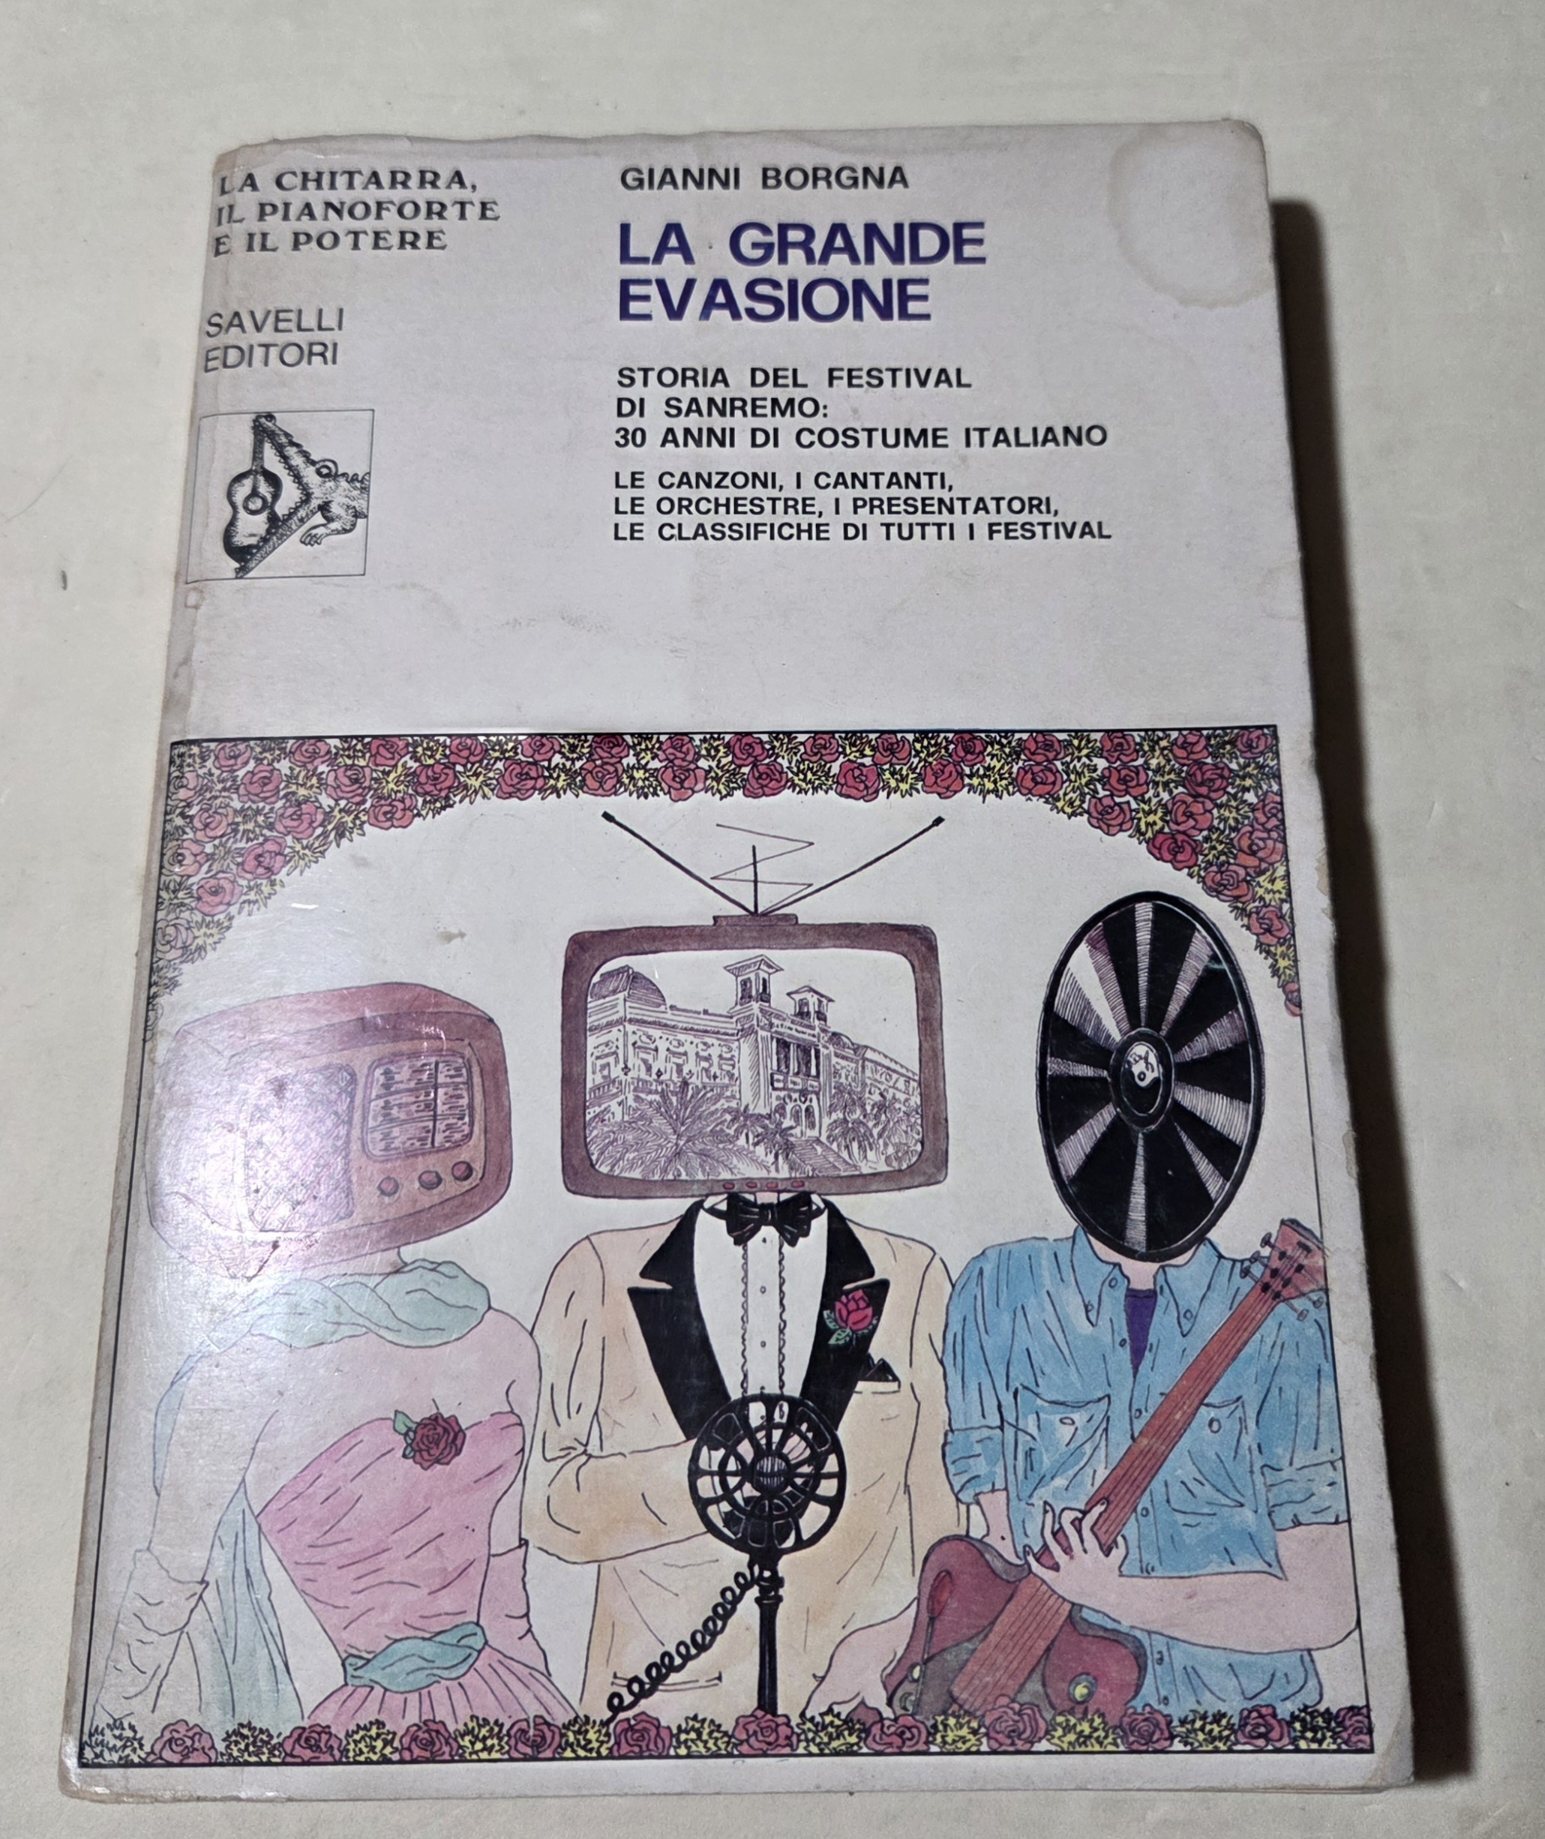 LA CHITARRA,
IL PIANOFORTE
E IL POTERE
SAVELLI
EDITORI
GIANNI BORGNA
LA GRANDE
EVASIONE
STORIA DEL FESTIVAL
DI SANREMO:
30 ANNI DI COSTUME ITALIANO
LE CANZONI, I CANTANTI,
LE ORCHESTRE, I PRESENTATORI,
LE CLASSIFICHE DI TUTTI I FESTIVAL